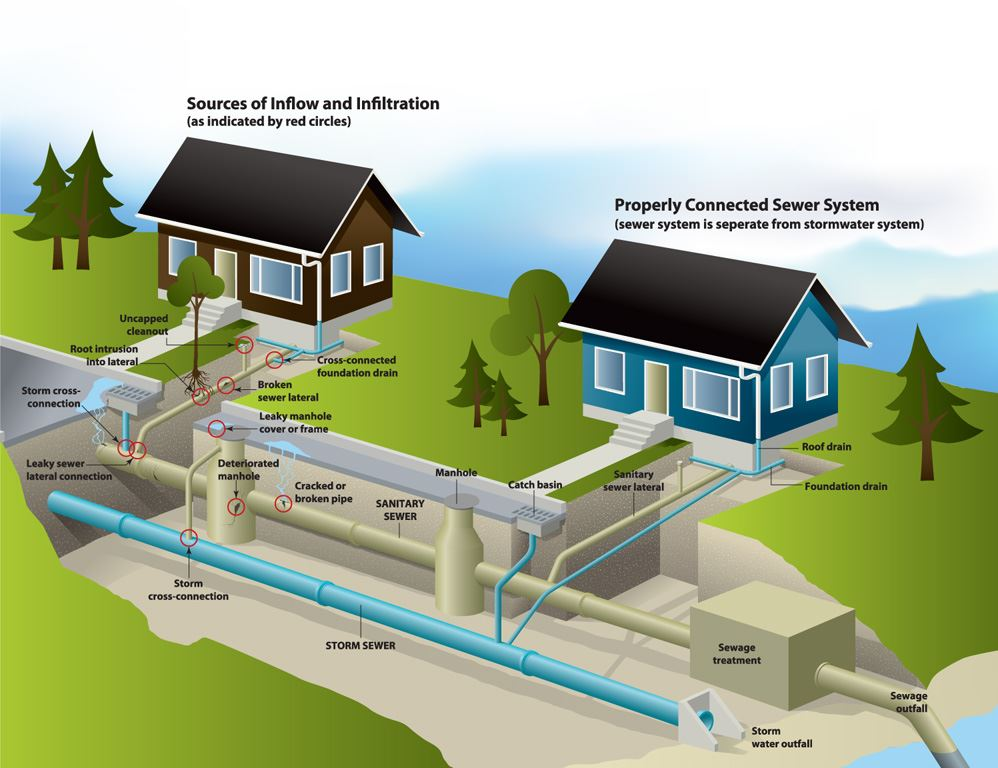 Sources of Inflow and Infiltration
(as indicated by red circles)
Properly Connected Sewer System
(sewer system is seperate from stormwater system)
Uncapped
cleanout
Root intrusion
into lateral
Storm cross-
connection
Cross-connected
foundation drain
Broken
sewer lateral
Leaky manhole
cover or frame
Leaky sewer
lateral connection
Deteriorated
manhole
Cracked or
broken pipe
SANITARY
SEWER
Manhole
Catch basin
Sanitary
sewer lateral
Roof drain
Foundation drain
Storm
cross-connection
STORM SEWER
Sewage
treatment
Sewage
outfall
Storm
water outfall